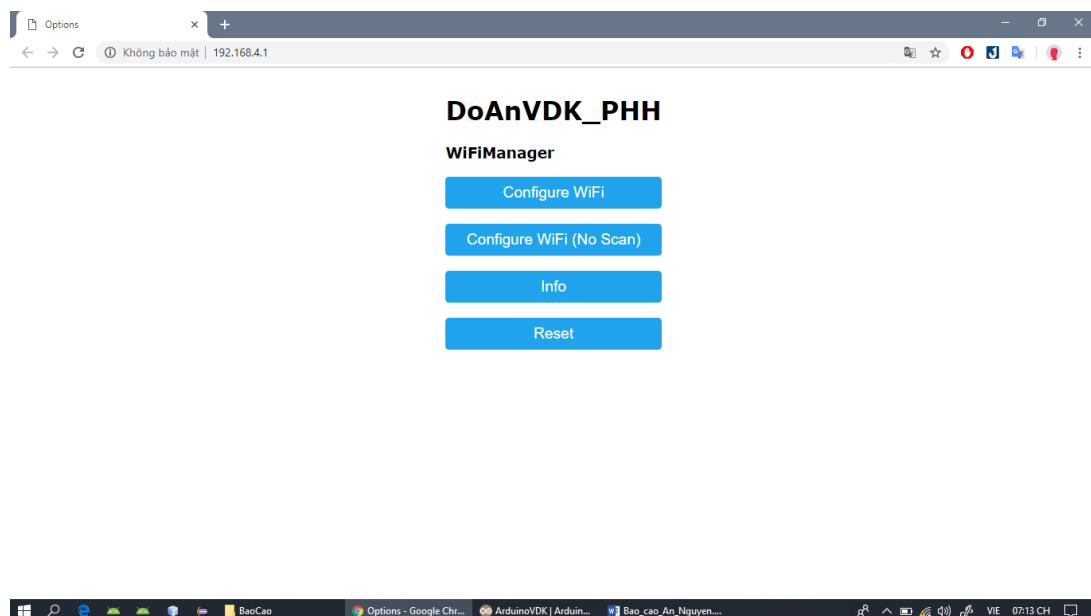 Options
Không bảo mật
192.168.4.1
DoAnVDK_PHH
WiFiManager
Configure WiFi
Configure WiFi (No Scan)
Info
Reset
BaoCao
Options - Google Chr...
ArduinoVDK | Arduin...
Bao_cao_An_Nguyen....
VIE
07:13 CH